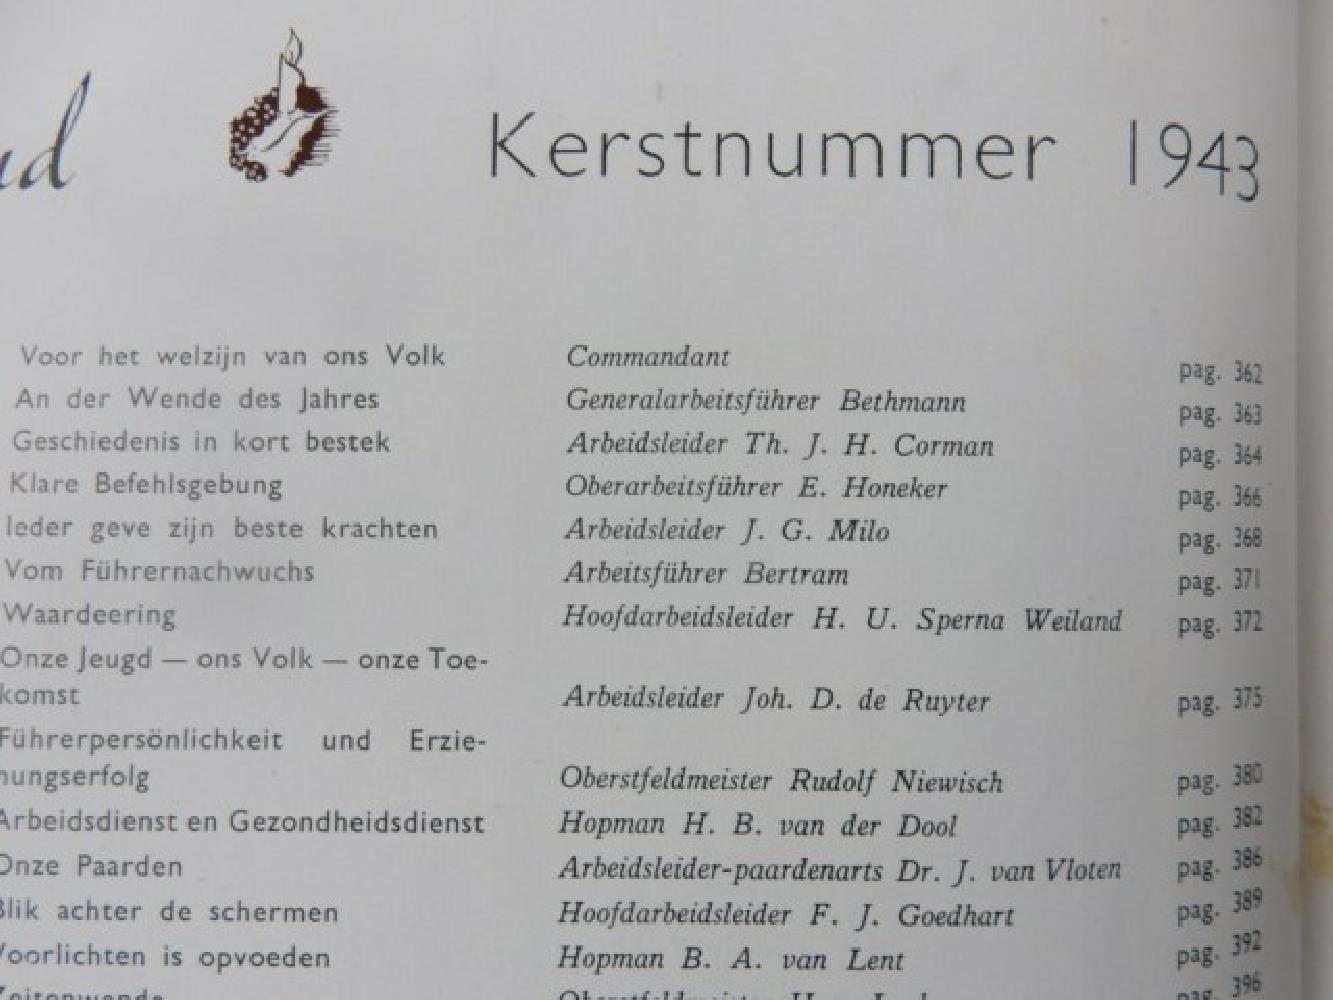 Kerstnummer 1943
Voor het welzijn van ons Volk Commandant pag. 362
An der Wende des Jahres Generalarbeitsführer Bethmann pag. 363
Geschiedenis in kort bestek Arbeidsleider Th. J. H. Corman pag. 364
Klare Befehlsgebung Oberarbeitsführer E. Honeker pag. 366
Ieder geve zijn beste krachten Arbeidsleider J. G. Milo pag. 368
Vom Führernachwuchs Arbeitsführer Bertram pag. 371
Waardeering Hoofdarbeidsleider H. U. Sperna Weiland pag. 372
Onze Jeugd — ons Volk — onze Toe-
komst Arbeidsleider Joh. D. de Ruyter pag. 375
Führerpersönlichkeit und Erzie-
hungserfolg Oberstfeldmeister Rudolf Niewisch pag. 380
Arbeidsdienst en Gezondheidsdienst Hopman H. B. van der Dool pag. 382
Onze Paarden Arbeidsleider-paardenarts Dr. J. van Vloten pag. 386
Blik achter de schermen Hoofdarbeidsleider F. J. Goedhart pag. 389
Voorlichten is opvoeden Hopman B. A. van Lent pag. 392
Zeitenwende Oberstfeldmeister pag. 396